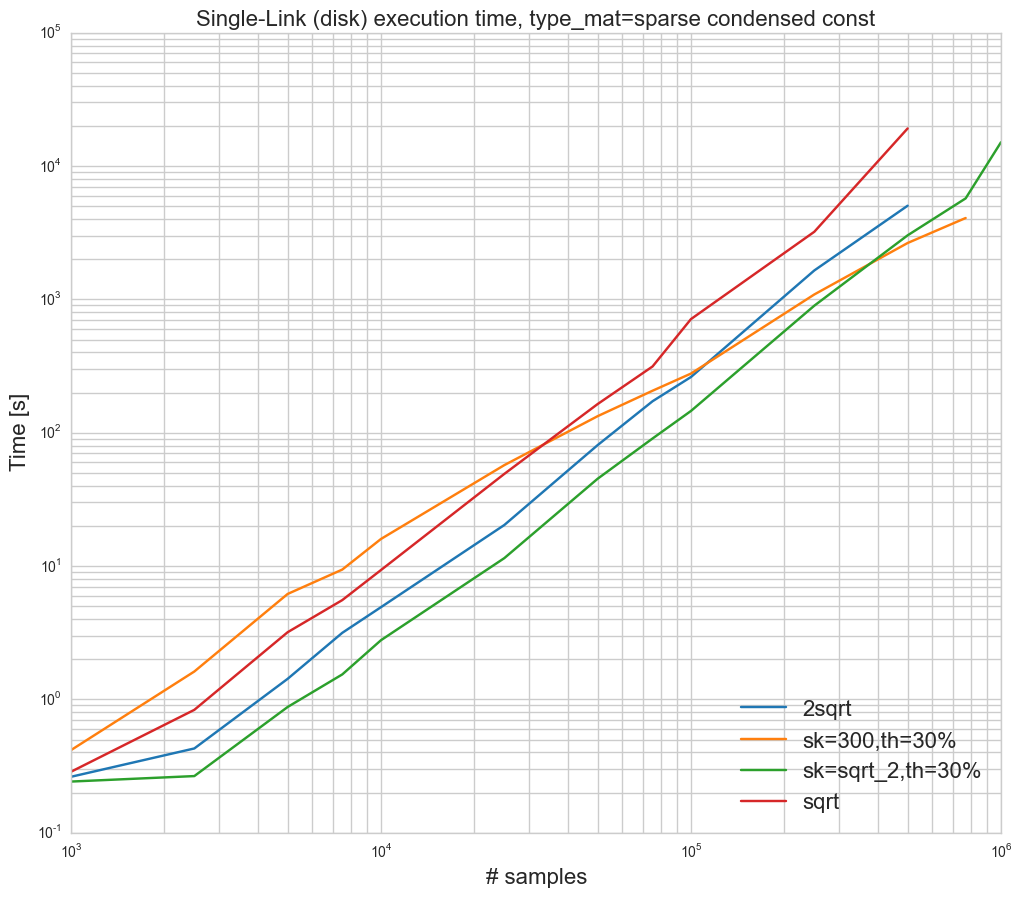 Single-Link (disk) execution time, type_mat=sparse condensed const
10^5
10^4
10^3
10^2
10^1
10^0
10^-1
Time [s]
2sqrt
sk=300,th=30%
sk=sqrt_2,th=30%
sqrt
10^3 10^4 10^5 10^6
# samples